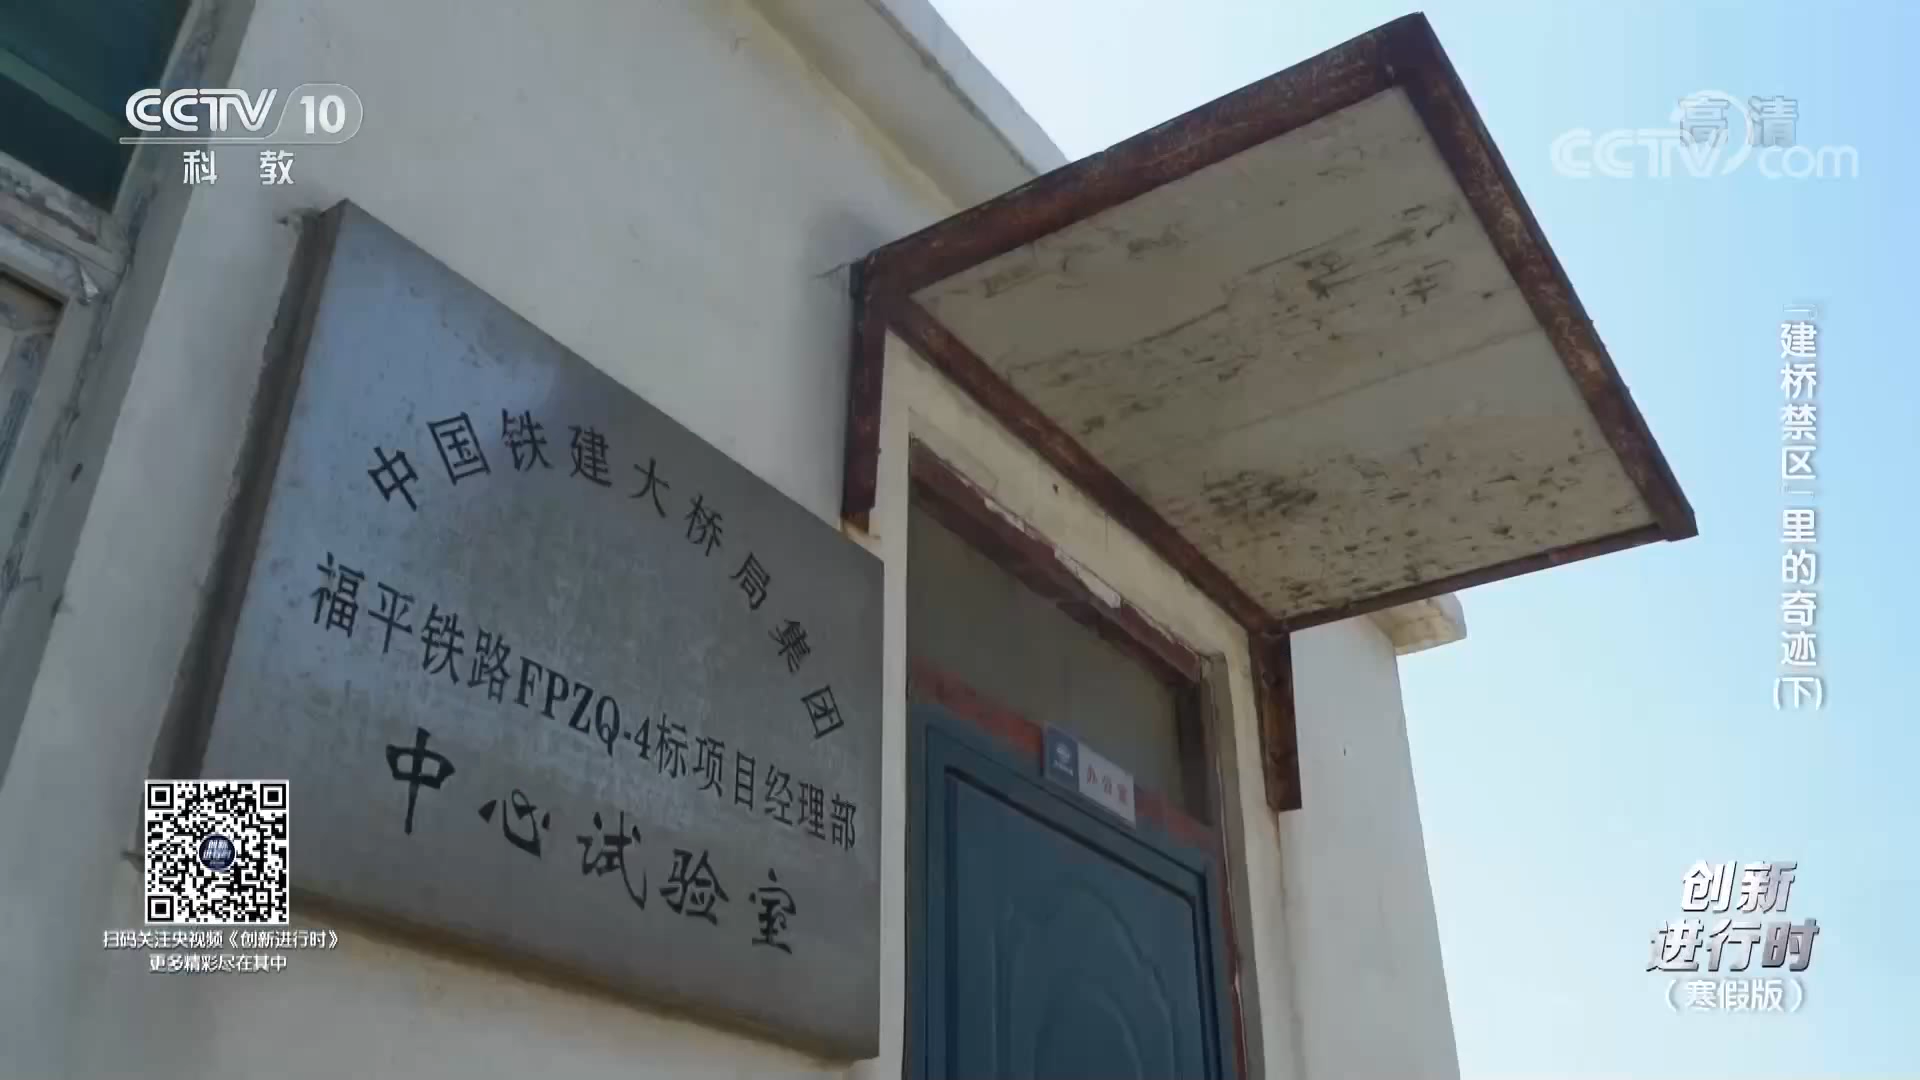 CCTV 10
科 教
高清
CCTV com
中国铁建大桥局集团
福平铁路FPZQ-4标项目经理部
中心试验室
办公室
「建桥禁区」里的奇迹(下)
扫码关注央视频《创新进行时》
更多精彩尽在其中
创新
进行时
(寒假版)